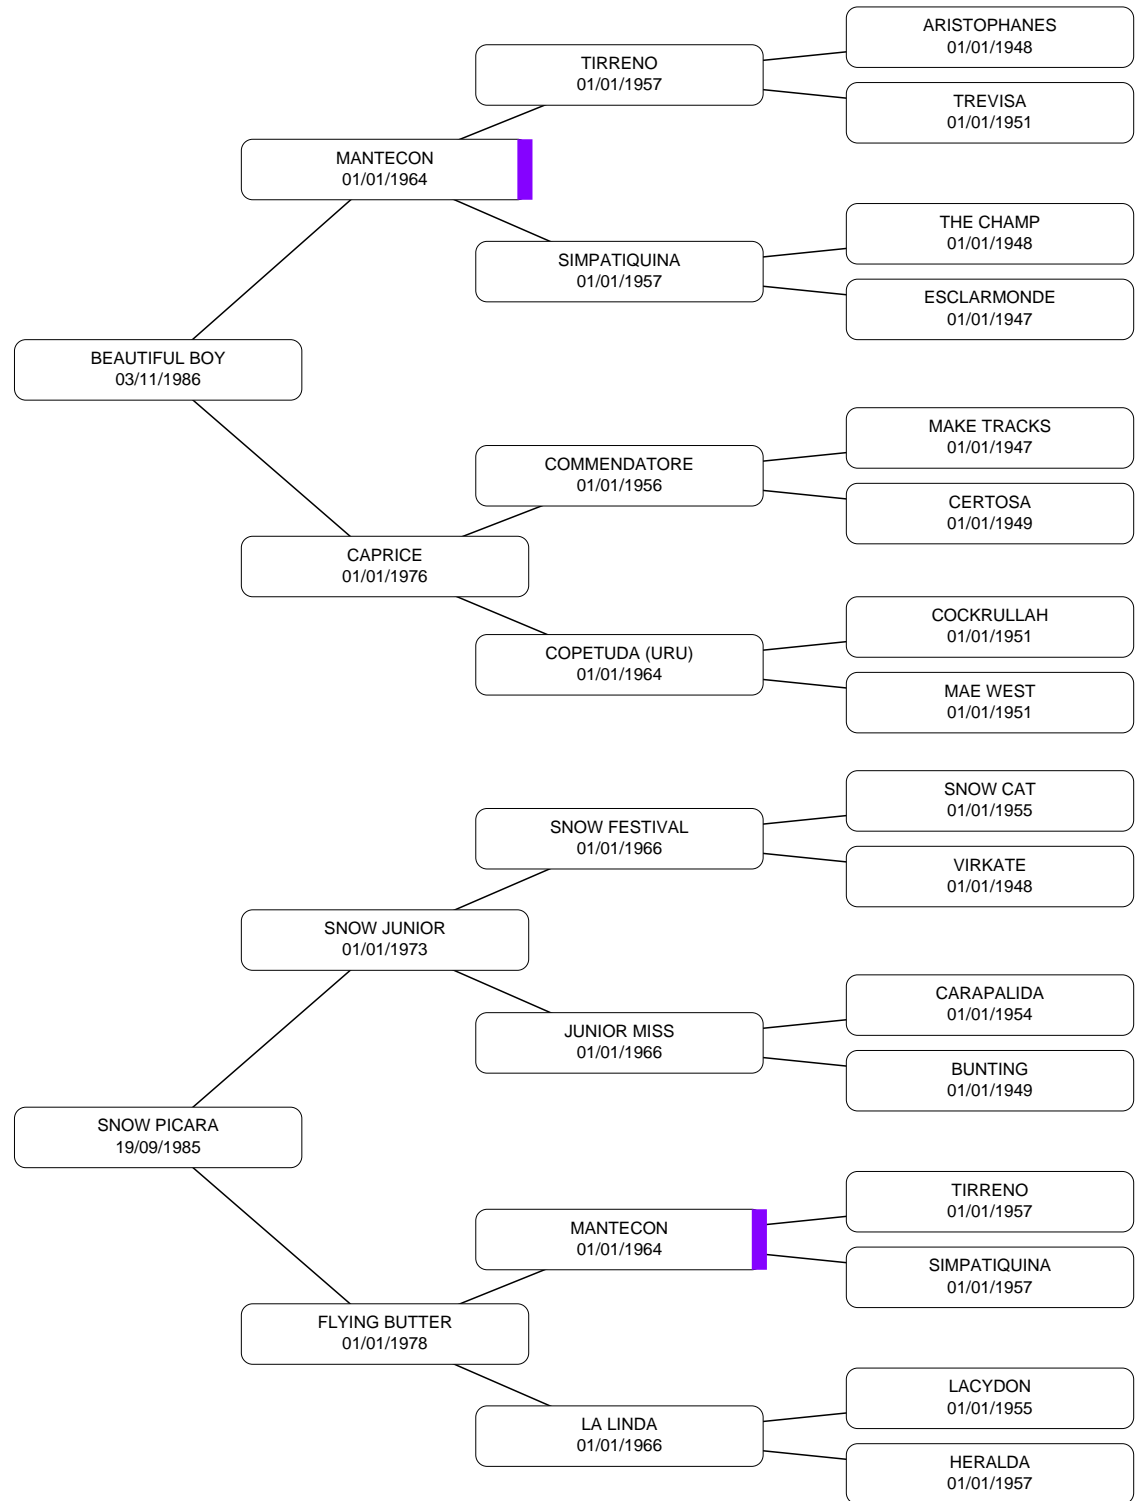 ARISTOPHANES
01/01/1948
TIRRENO
01/01/1957
TREVISA
01/01/1951
MANTECON
01/01/1964
THE CHAMP
01/01/1948
SIMPATIQUINA
01/01/1957
ESCLARMONDE
01/01/1947
BEAUTIFUL BOY
03/11/1986
MAKE TRACKS
01/01/1947
COMMENDATORE
01/01/1956
CERTOSA
01/01/1949
CAPRICE
01/01/1976
COCKRULLAH
01/01/1951
COPETUDA (URU)
01/01/1964
MAE WEST
01/01/1951
SNOW CAT
01/01/1955
SNOW FESTIVAL
01/01/1966
VIRKATE
01/01/1948
SNOW JUNIOR
01/01/1973
CARAPALIDA
01/01/1954
JUNIOR MISS
01/01/1966
BUNTING
01/01/1949
SNOW PICARA
19/09/1985
TIRRENO
01/01/1957
MANTECON
01/01/1964
SIMPATIQUINA
01/01/1957
FLYING BUTTER
01/01/1978
LACYDON
01/01/1955
LA LINDA
01/01/1966
HERALDA
01/01/1957